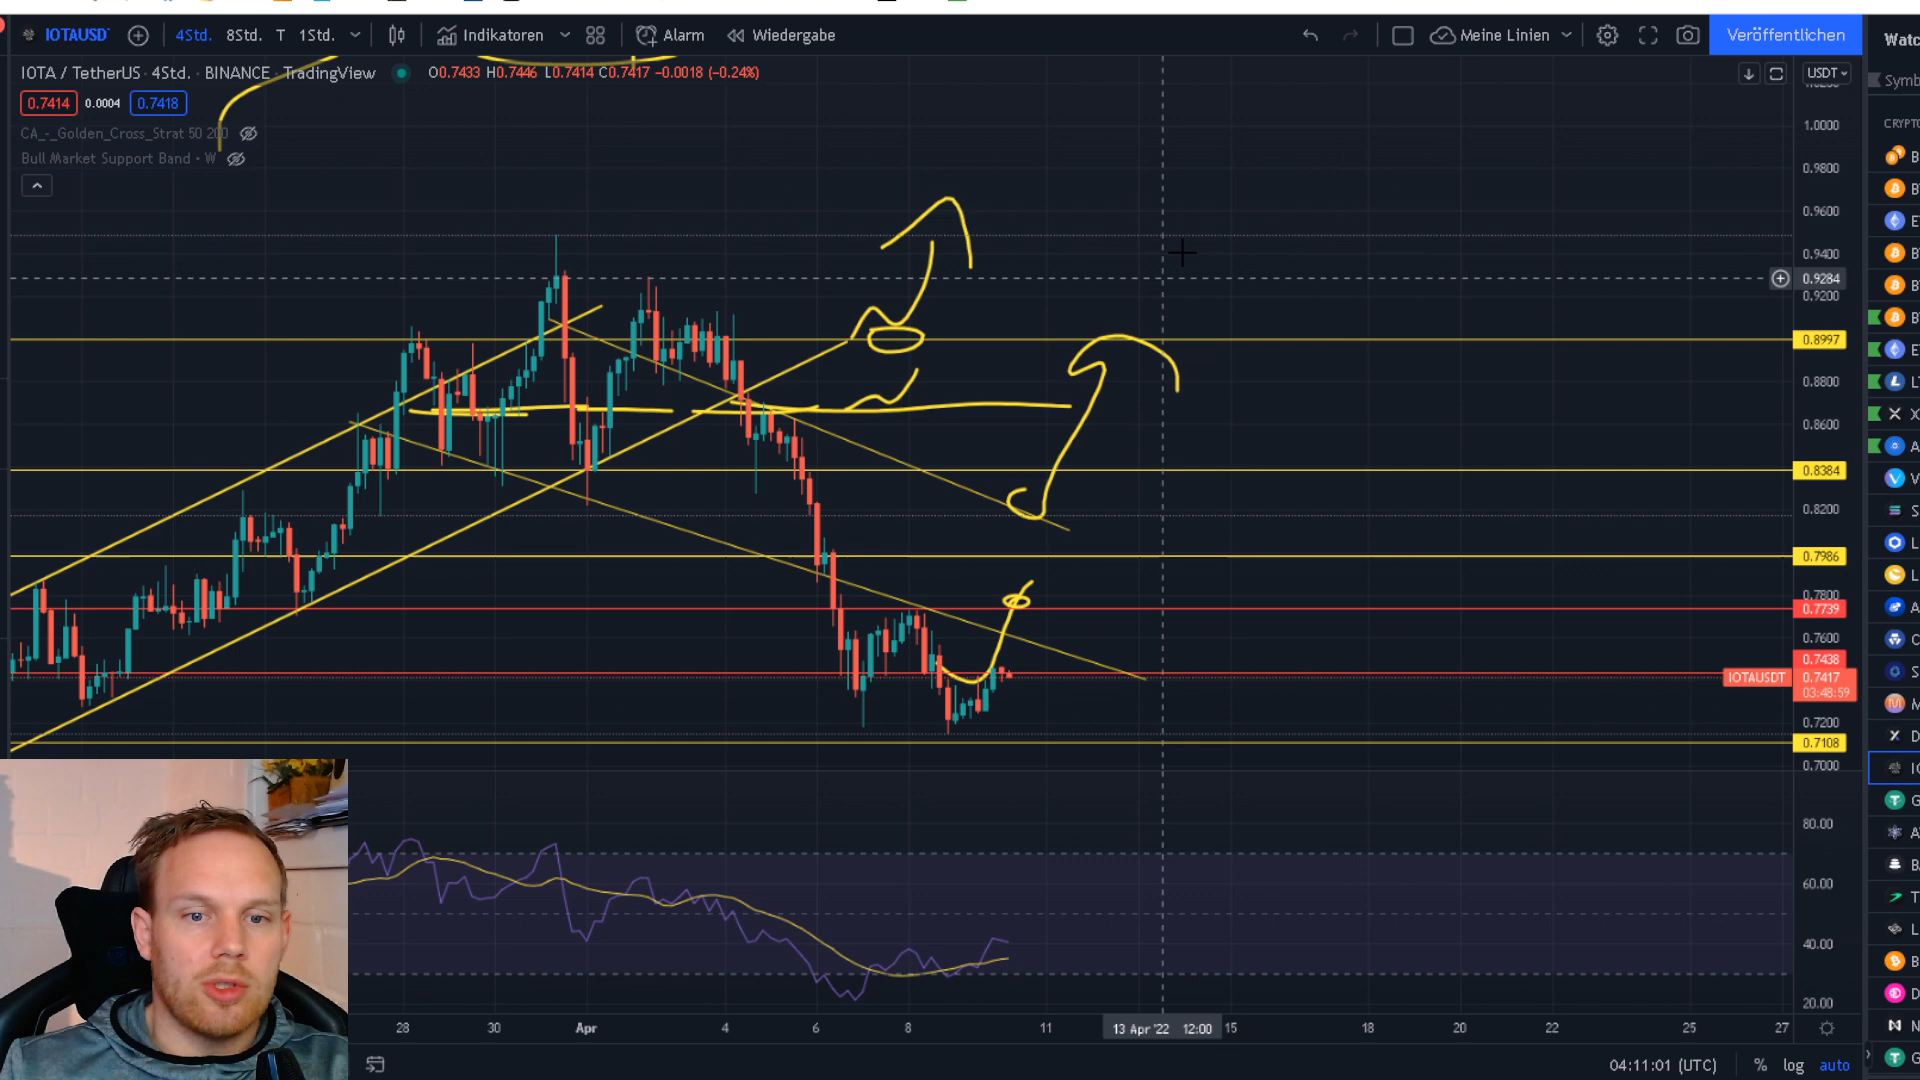 IOTAUSDT
4Std.
8Std.
T
1Std.
Indikatoren
Alarm
Wiedergabe
Meine Linien
Veröffentlichen
IOTA / TetherUS · 4Std. · BINANCE · TradingView
O0.7433 H0.7446 L0.7414 C0.7417 −0.0018 (−0.24%)
USDT
0.7414
0.0004
0.7418
CA_-_Golden_Cross_Strat 50 200
Bull Market Support Band · W
1.0000
0.9800
0.9600
0.9400
0.9284
0.9200
0.8997
0.8800
0.8600
0.8384
0.8200
0.7986
0.7800
0.7739
0.7600
0.7438
IOTAUSDT
0.7417
03:48:59
0.7200
0.7108
0.7000
80.00
60.00
40.00
20.00
28
30
Apr
4
6
8
11
13 Apr '22 12:00
15
18
20
22
25
27
04:11:01 (UTC)
%
log
auto